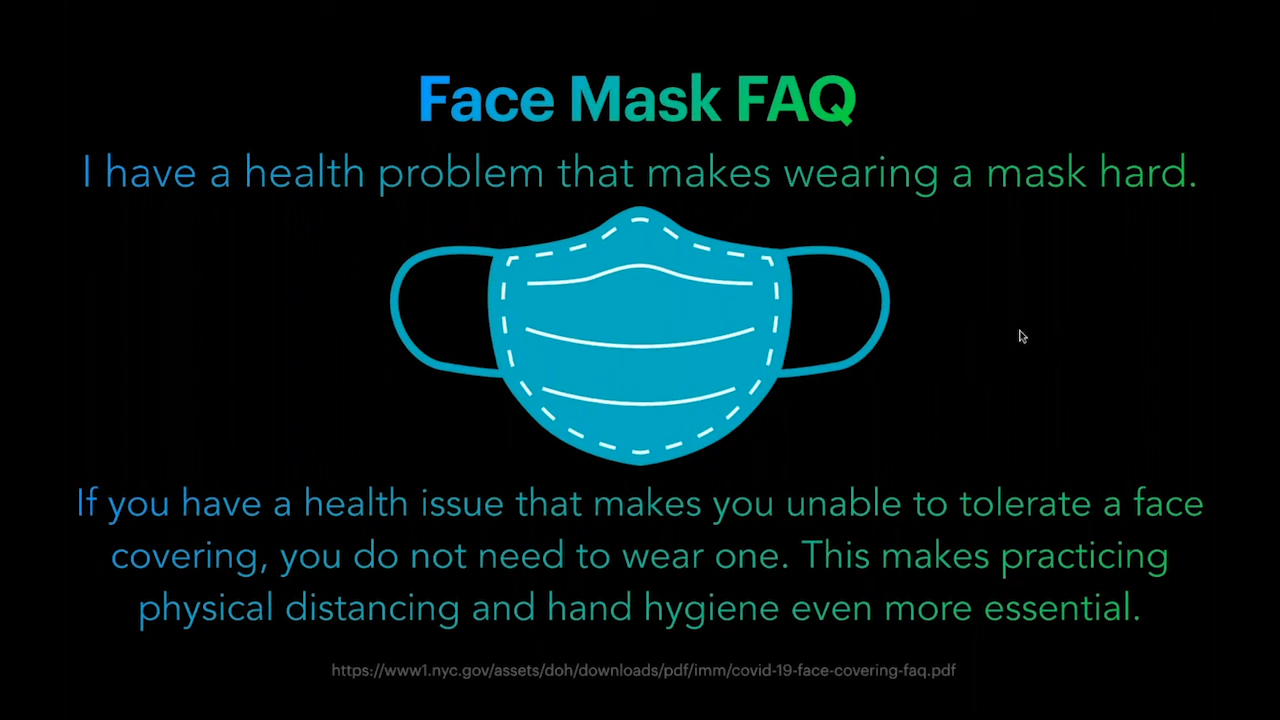 Face Mask FAQ
I have a health problem that makes wearing a mask hard.
If you have a health issue that makes you unable to tolerate a face
covering, you do not need to wear one. This makes practicing
physical distancing and hand hygiene even more essential.
https://www1.nyc.gov/assets/doh/downloads/pdf/imm/covid-19-face-covering-faq.pdf